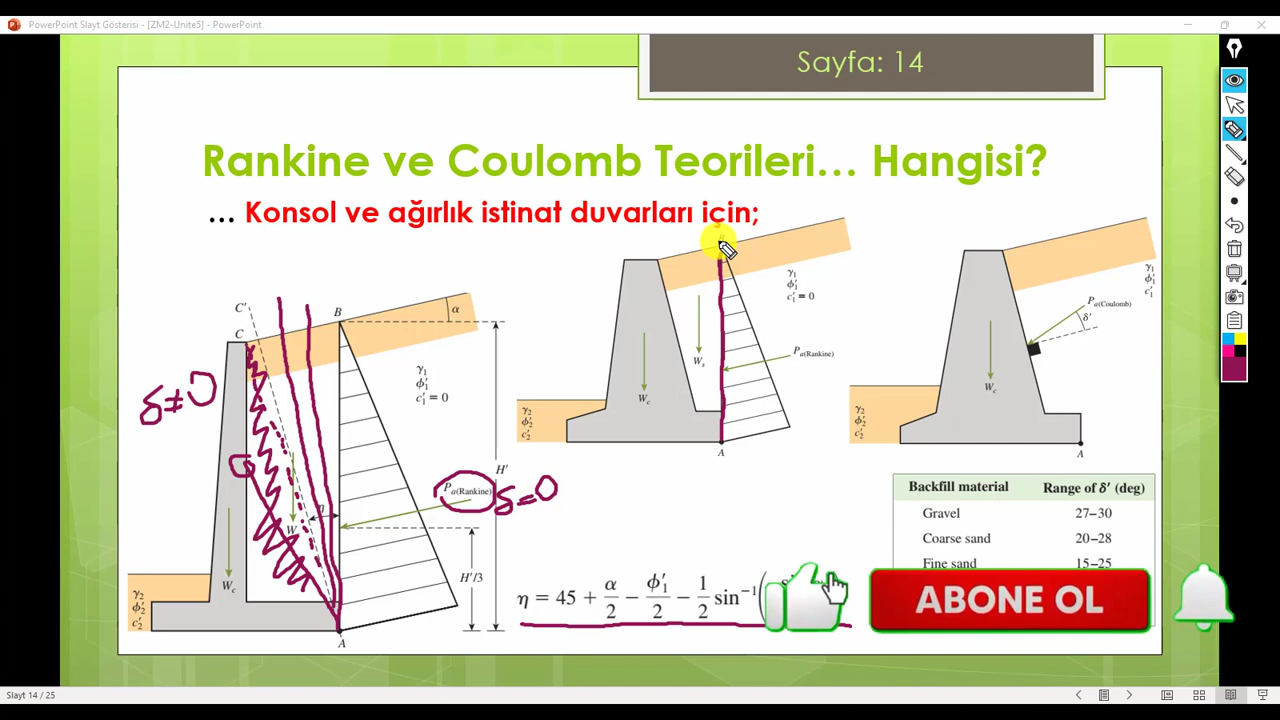 PowerPoint Slayt Gösterisi - [ZM2-Unite5] - PowerPoint
Sayfa: 14
Rankine ve Coulomb Teorileri... Hangisi?
... Konsol ve ağırlık istinat duvarları için;
C'
C
B
α
γ1
ϕ'1
c'1 = 0
δ ≠ 0
Pa(Rankine)
δ = 0
H'
η
Wc
H'/3
γ2
ϕ'2
c'2
A
γ1
ϕ'1
c'1 = 0
Pa(Rankine)
Ws
Wc
γ2
ϕ'2
c'2
A
γ1
ϕ'1
c'1
Pa(Coulomb)
δ'
Wc
γ2
ϕ'2
c'2
A
Backfill material Range of δ' (deg)
Gravel 27–30
Coarse sand 20–28
Fine sand 15–25
η = 45 + α/2 − ϕ'1/2 − 1/2 sin−1(
ABONE OL
Slayt 14 / 25